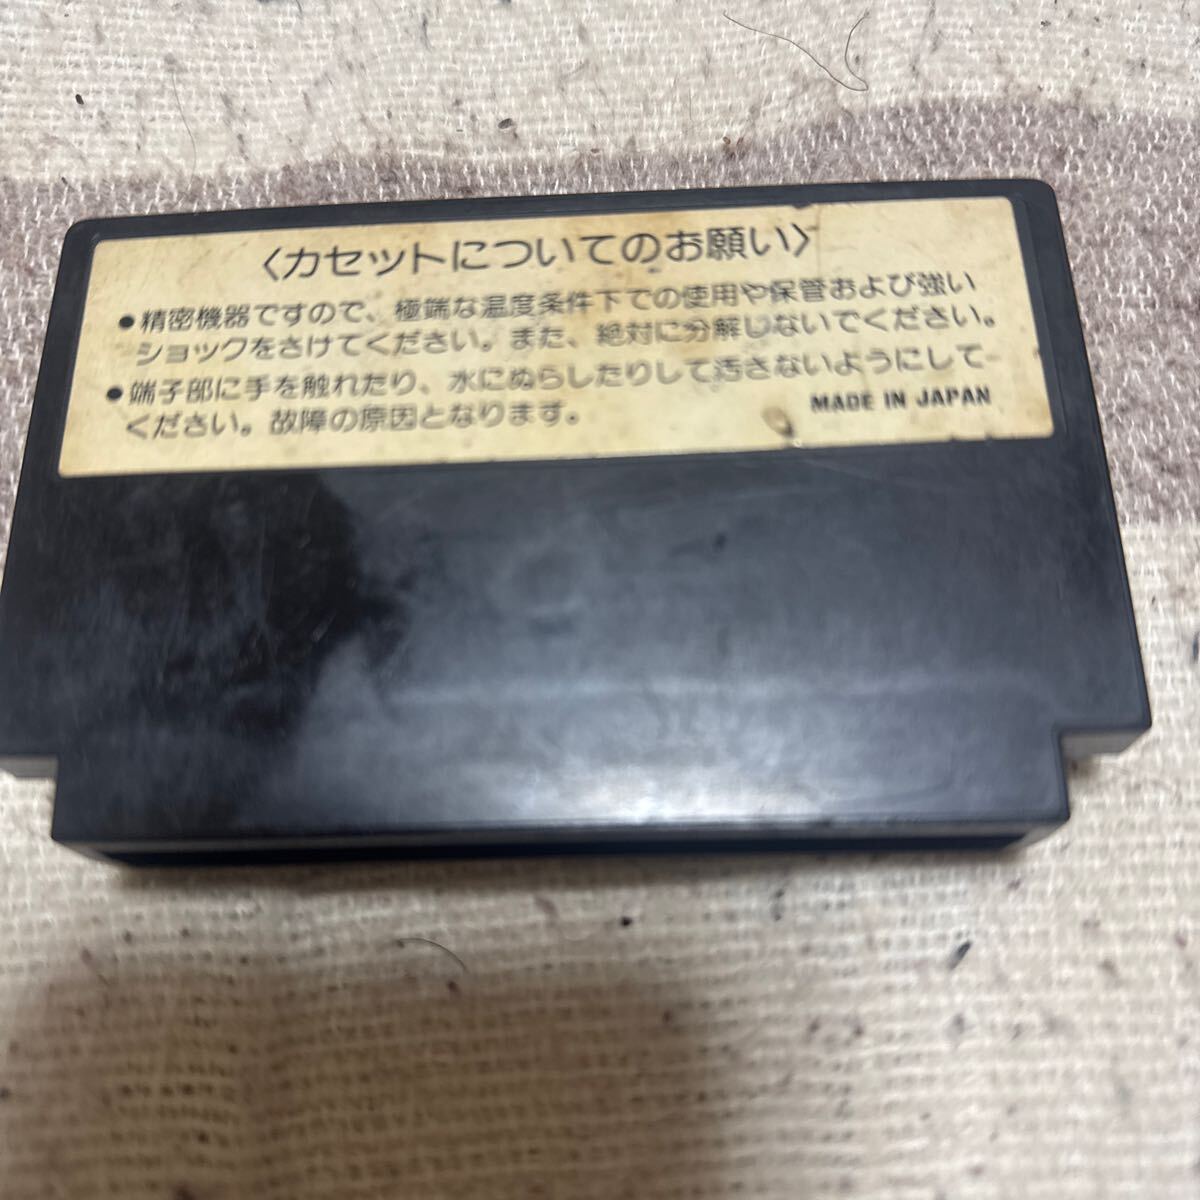 〈カセットについてのお願い〉
●精密機器ですので、極端な温度条件下での使用や保管および強い
ショックをさけてください。また、絶対に分解しないでください。
●端子部に手を触れたり、水にぬらしたりして汚さないようにして
ください。故障の原因となります。
MADE IN JAPAN